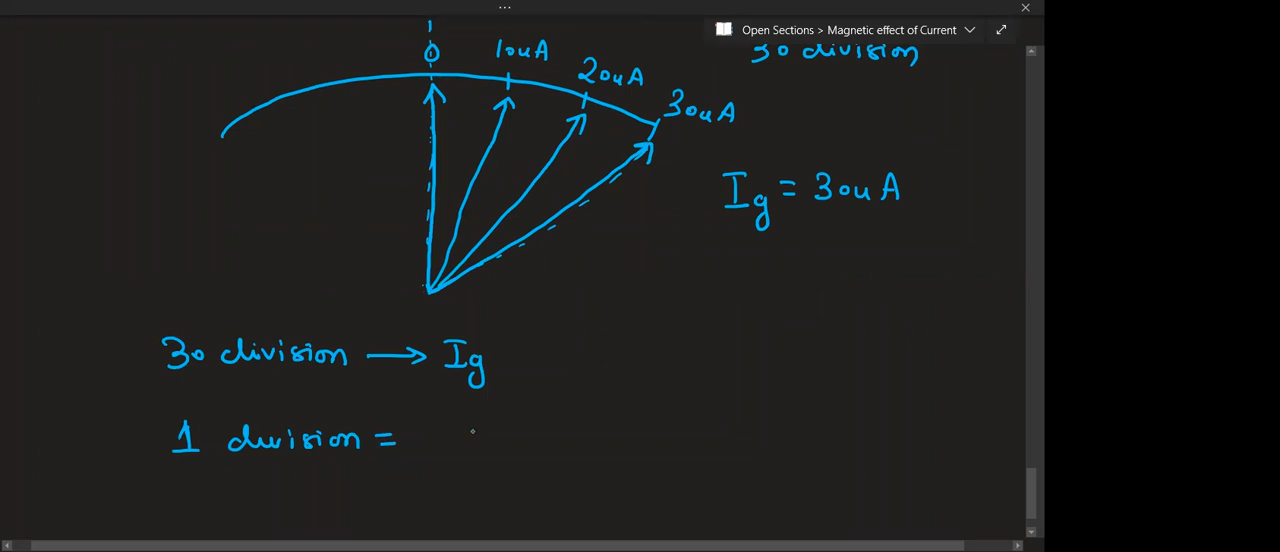 ...
Open Sections > Magnetic effect of Current
30 division
0 10uA 20uA 30uA
Ig = 30uA
30 division → Ig
1 division =